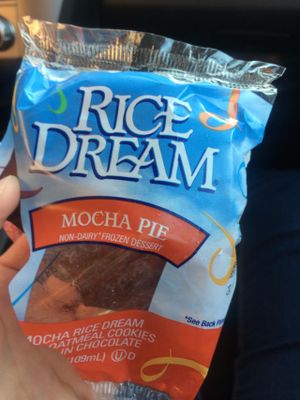 RICE
DREAM
MOCHA PIE
NON-DAIRY* FROZEN DESSERT
*See Back
MOCHA RICE DREAM
OATMEAL COOKIES
IN CHOCOLATE
(109mL) U D